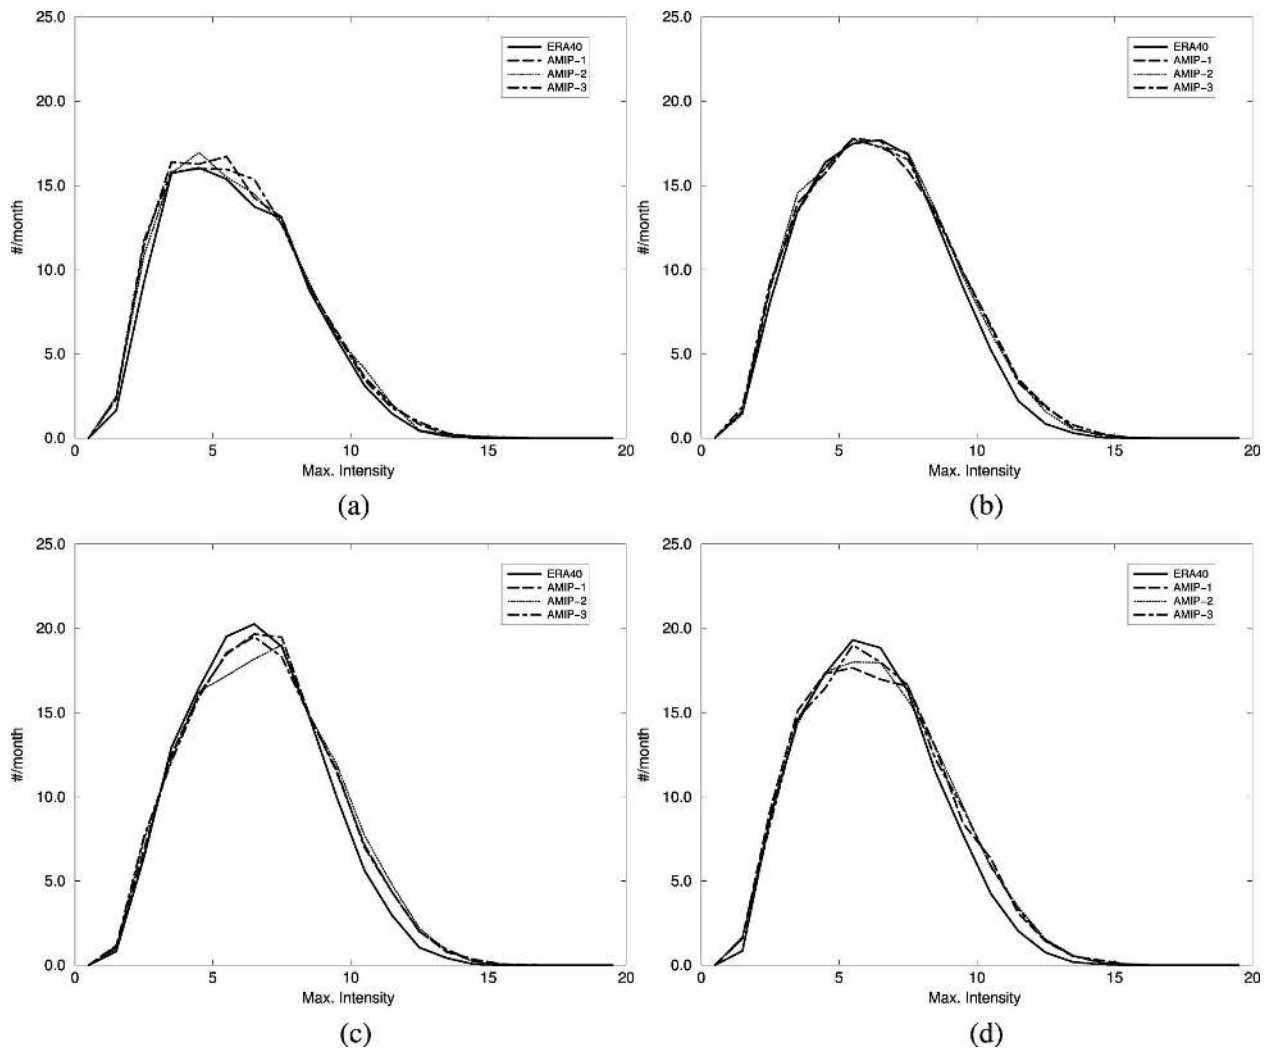 25.0
20.0
15.0
10.0
5.0
0.0
#/month
0
5
10
15
20
Max. Intensity
ERA40
AMIP-1
AMIP-2
AMIP-3
(a)
25.0
20.0
15.0
10.0
5.0
0.0
#/month
0
5
10
15
20
Max. Intensity
ERA40
AMIP-1
AMIP-2
AMIP-3
(b)
25.0
20.0
15.0
10.0
5.0
0.0
#/month
0
5
10
15
20
Max. Intensity
ERA40
AMIP-1
AMIP-2
AMIP-3
(c)
25.0
20.0
15.0
10.0
5.0
0.0
#/month
0
5
10
15
20
Max. Intensity
ERA40
AMIP-1
AMIP-2
AMIP-3
(d)